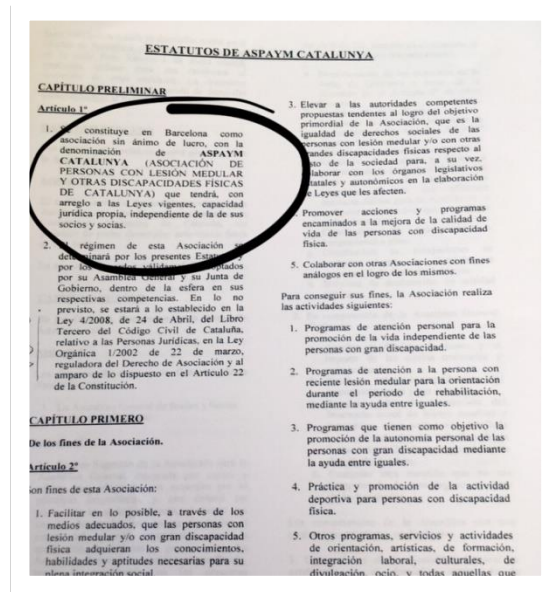 ESTATUTOS DE ASPAYM CATALUNYA
CAPÍTULO PRELIMINAR
Artículo 1º
1. Se constituye en Barcelona como
asociación sin ánimo de lucro, con la
denominación de ASPAYM
CATALUNYA (ASOCIACIÓN DE
PERSONAS CON LESIÓN MEDULAR
Y OTRAS DISCAPACIDADES FÍSICAS
DE CATALUNYA) que tendrá, con
arreglo a las Leyes vigentes, capacidad
jurídica propia, independiente de la de sus
socios y socias.
2. El régimen de esta Asociación se
determinará por los presentes Estatutos y
por los válidamente adoptados
por su Asamblea General y su Junta de
Gobierno, dentro de la esfera en sus
respectivas competencias. En lo no
previsto, se estará a lo establecido en la
Ley 4/2008, de 24 de Abril, del Libro
Tercero del Código Civil de Cataluña,
relativo a las Personas Jurídicas, en la Ley
Orgánica 1/2002 de 22 de marzo,
reguladora del Derecho de Asociación y al
amparo de lo dispuesto en el Artículo 22
de la Constitución.
CAPÍTULO PRIMERO
De los fines de la Asociación.
Artículo 2º
Son fines de esta Asociación:
1. Facilitar en lo posible, a través de los
medios adecuados, que las personas con
lesión medular y/o con gran discapacidad
física adquieran los conocimientos,
habilidades y aptitudes necesarias para su
plena integración social
3. Elevar a las autoridades competentes
propuestas tendentes al logro del objetivo
primordial de la Asociación, que es la
igualdad de derechos sociales de las
personas con lesión medular y/o con otras
grandes discapacidades físicas respecto al
resto de la sociedad para, a su vez,
colaborar con los órganos legislativos
estatales y autonómicos en la elaboración
de Leyes que les afecten.
Promover acciones y programas
encaminados a la mejora de la calidad de
vida de las personas con discapacidad
física.
5. Colaborar con otras Asociaciones con fines
análogos en el logro de los mismos.
Para conseguir sus fines, la Asociación realiza
las actividades siguientes:
1. Programas de atención personal para la
promoción de la vida independiente de las
personas con gran discapacidad.
2. Programas de atención a la persona con
reciente lesión medular para la orientación
durante el periodo de rehabilitación,
mediante la ayuda entre iguales.
3. Programas que tienen como objetivo la
promoción de la autonomía personal de las
personas con gran discapacidad mediante
la ayuda entre iguales.
4. Práctica y promoción de la actividad
deportiva para personas con discapacidad
física.
5. Otros programas, servicios y actividades
de orientación, artísticas, de formación,
integración laboral, culturales, de
divulgación, ocio, y todas aquellas que